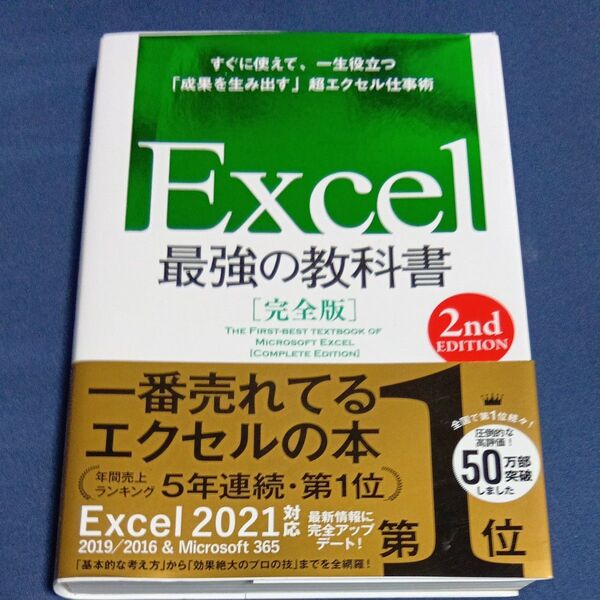 すぐに使えて、一生役立つ
「成果を生み出す」超エクセル仕事術
Excel
最強の教科書
[完全版]
THE FIRST-BEST TEXTBOOK OF
MICROSOFT EXCEL
[COMPLETE EDITION]
2nd
EDITION
一番売れてる
エクセルの本
年間売上
ランキング
5年連続・第1位
Excel 2021 対応
2019/2016 & Microsoft 365
最新情報に
完全アップ
デート!
「基本的な考え方」から「効果絶大のプロの技」までを全網羅!
全国で第1位続々!
圧倒的な
高評価!
50万部突破
しました
第1位